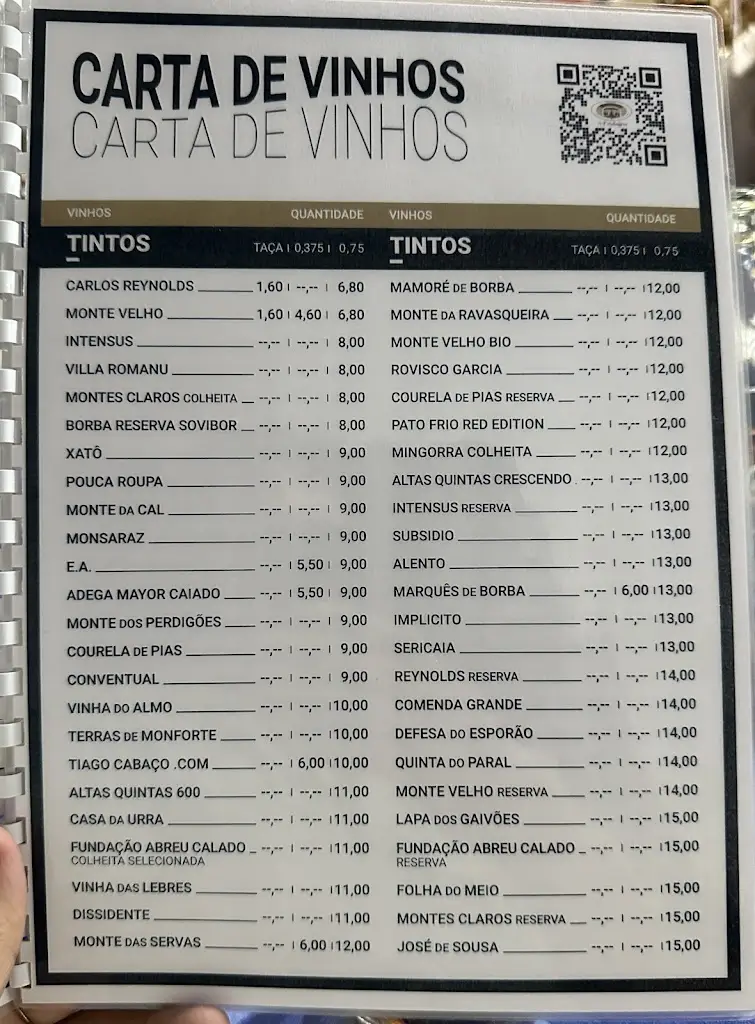 CARTA DE VINHOS
CARTA DE VINHOS
VINHOS QUANTIDADE
TINTOS TAÇA | 0,375 | 0,75
CARLOS REYNOLDS 1,60 | --,-- | 6,80
MONTE VELHO 1,60 | 4,60 | 6,80
INTENSUS --,-- | --,-- | 8,00
VILLA ROMANU --,-- | --,-- | 8,00
MONTES CLAROS COLHEITA --,-- | --,-- | 8,00
BORBA RESERVA SOVIBOR --,-- | --,-- | 8,00
XATÔ --,-- | --,-- | 9,00
POUCA ROUPA --,-- | --,-- | 9,00
MONTE DA CAL --,-- | --,-- | 9,00
MONSARAZ --,-- | --,-- | 9,00
E.A. --,-- | 5,50 | 9,00
ADEGA MAYOR CAIADO --,-- | 5,50 | 9,00
MONTE DOS PERDIGÕES --,-- | --,-- | 9,00
COURELA DE PIAS --,-- | --,-- | 9,00
CONVENTUAL --,-- | --,-- | 9,00
VINHA DO ALMO --,-- | --,-- | 10,00
TERRAS DE MONFORTE --,-- | --,-- | 10,00
TIAGO CABAÇO .COM --,-- | 6,00 | 10,00
ALTAS QUINTAS 600 --,-- | --,-- | 11,00
CASA DA URRA --,-- | --,-- | 11,00
FUNDAÇÃO ABREU CALADO --,-- | --,-- | 11,00
COLHEITA SELECIONADA
VINHA DAS LEBRES --,-- | --,-- | 11,00
DISSIDENTE --,-- | --,-- | 11,00
MONTE DAS SERVAS --,-- | 6,00 | 12,00
VINHOS QUANTIDADE
TINTOS TAÇA | 0,375 | 0,75
MAMORÉ DE BORBA --,-- | --,-- | 12,00
MONTE DA RAVASQUEIRA --,-- | --,-- | 12,00
MONTE VELHO BIO --,-- | --,-- | 12,00
ROVISCO GARCIA --,-- | --,-- | 12,00
COURELA DE PIAS RESERVA --,-- | --,-- | 12,00
PATO FRIO RED EDITION --,-- | --,-- | 12,00
MINGORRA COLHEITA --,-- | --,-- | 12,00
ALTAS QUINTAS CRESCENDO --,-- | --,-- | 13,00
INTENSUS RESERVA --,-- | --,-- | 13,00
SUBSIDIO --,-- | --,-- | 13,00
ALENTO --,-- | --,-- | 13,00
MARQUÊS DE BORBA --,-- | 6,00 | 13,00
IMPLICITO --,-- | --,-- | 13,00
SERICAIA --,-- | --,-- | 13,00
REYNOLDS RESERVA --,-- | --,-- | 14,00
COMENDA GRANDE --,-- | --,-- | 14,00
DEFESA DO ESPORÃO --,-- | --,-- | 14,00
QUINTA DO PARAL --,-- | --,-- | 14,00
MONTE VELHO RESERVA --,-- | --,-- | 14,00
LAPA DOS GAIVÕES --,-- | --,-- | 15,00
FUNDAÇÃO ABREU CALADO --,-- | --,-- | 15,00
RESERVA
FOLHA DO MEIO --,-- | --,-- | 15,00
MONTES CLAROS RESERVA --,-- | --,-- | 15,00
JOSÉ DE SOUSA --,-- | --,-- | 15,00